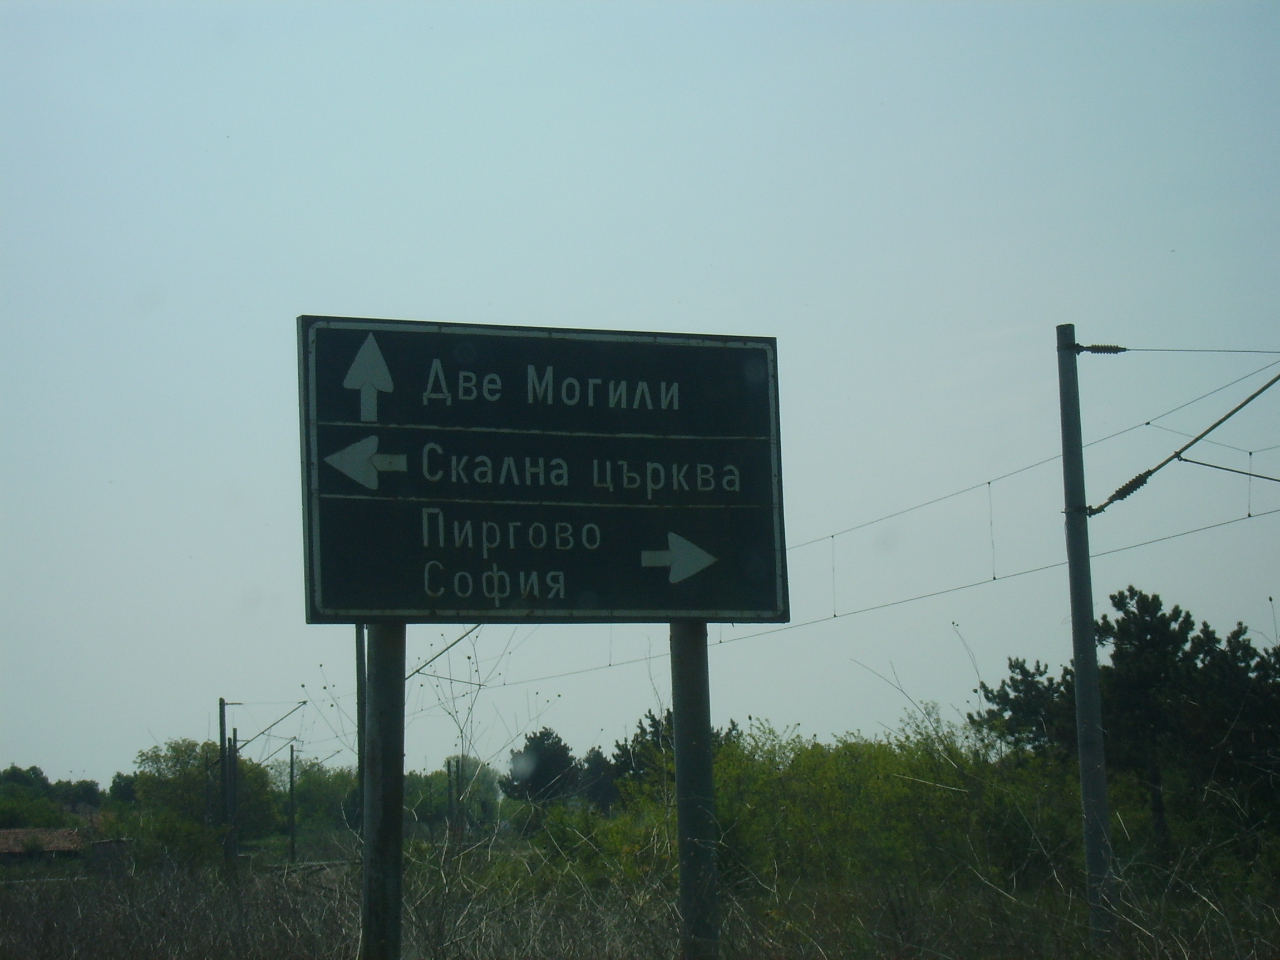 Две Могили
Скална църква
Пиргово
София